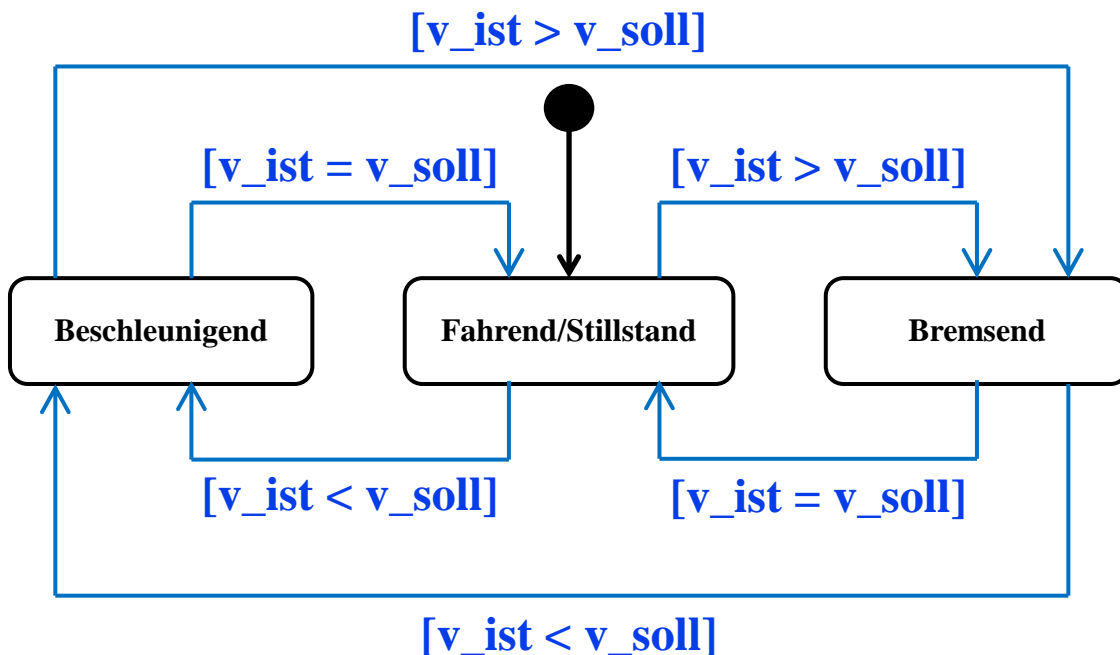 [v_ist > v_soll]
[v_ist = v_soll]
[v_ist > v_soll]
Beschleunigend
Fahrend/Stillstand
Bremsend
[v_ist < v_soll]
[v_ist = v_soll]
[v_ist < v_soll]